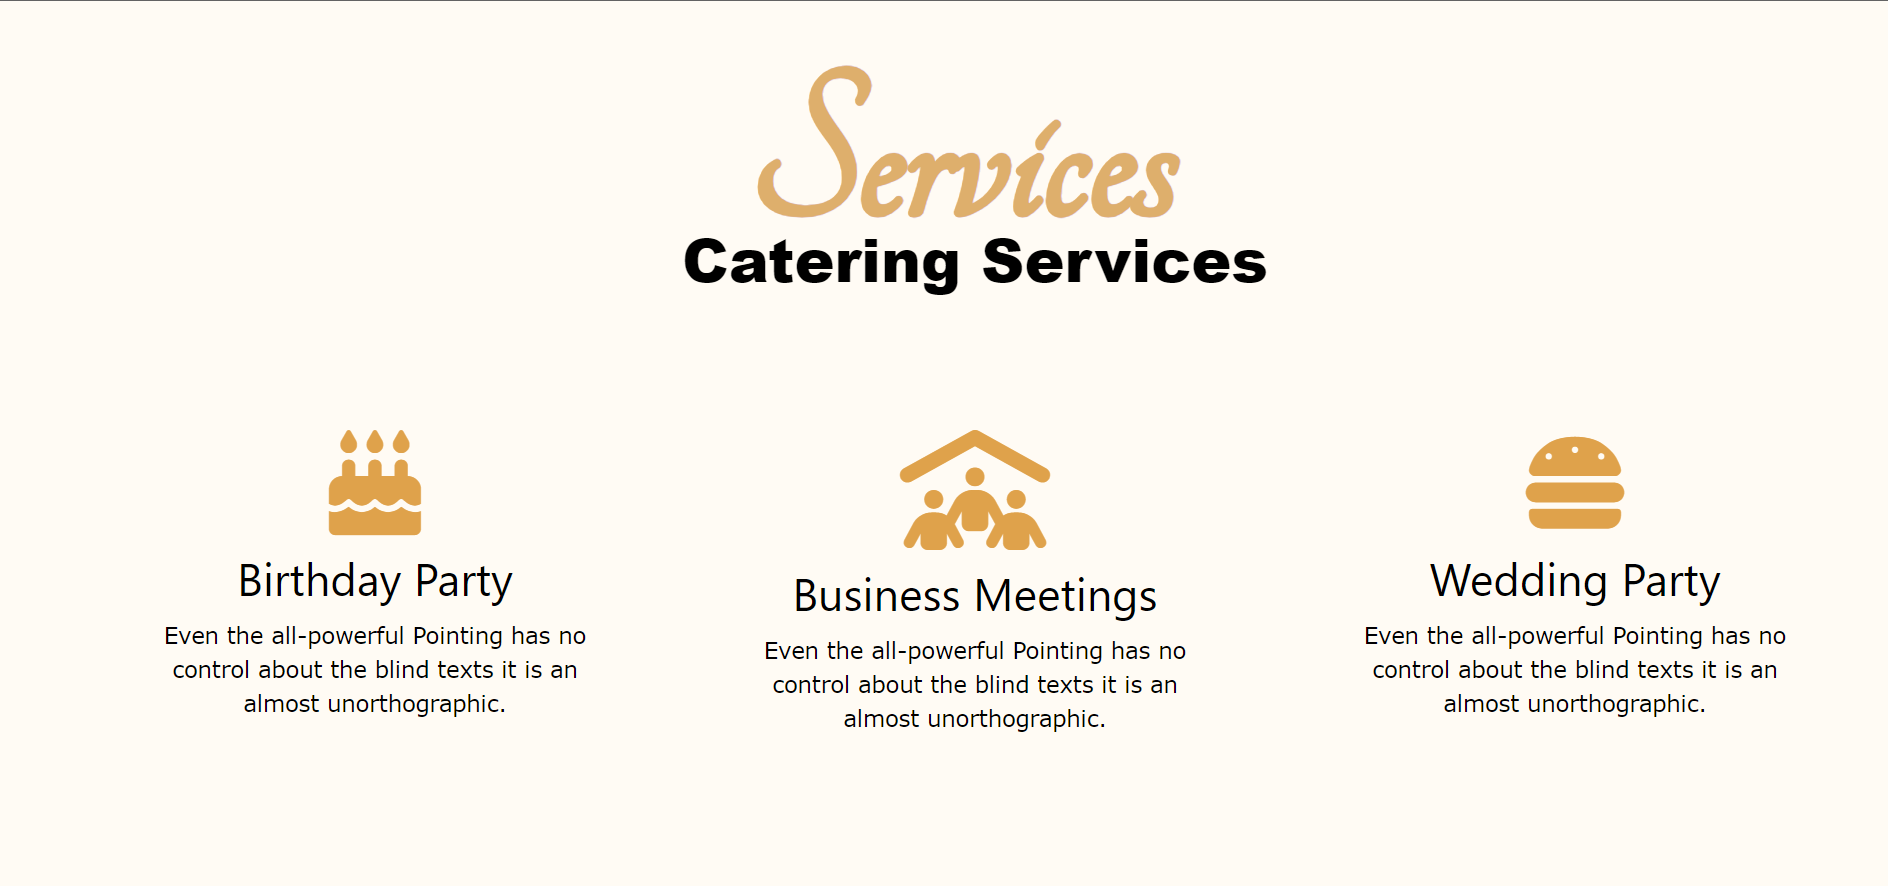 Services
Catering Services
Birthday Party
Even the all-powerful Pointing has no
control about the blind texts it is an
almost unorthographic.
Business Meetings
Even the all-powerful Pointing has no
control about the blind texts it is an
almost unorthographic.
Wedding Party
Even the all-powerful Pointing has no
control about the blind texts it is an
almost unorthographic.